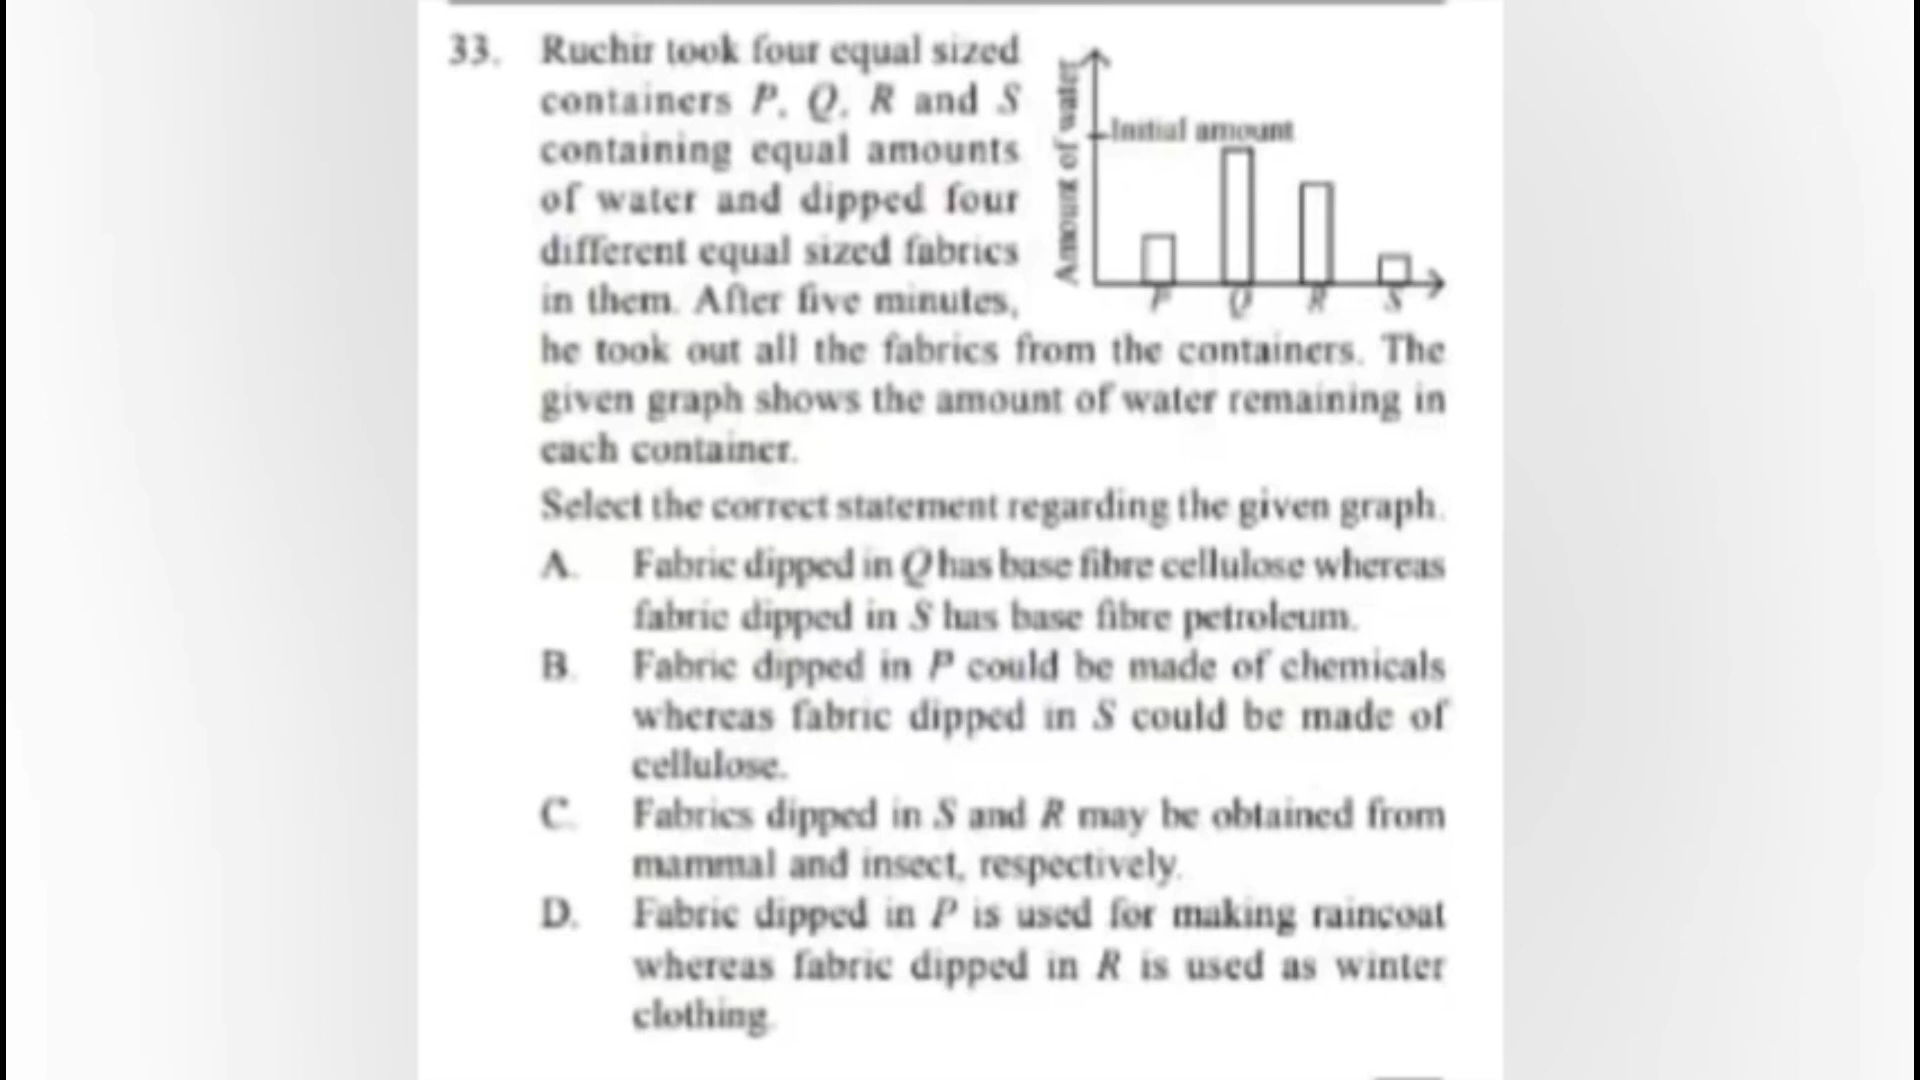 33. Ruchir took four equal sized
containers P, Q, R and S
containing equal amounts
of water and dipped four
different equal sized fabrics
in them. After five minutes,
he took out all the fabrics from the containers. The
given graph shows the amount of water remaining in
each container.
Amount of water
Initial amount
P Q R S
Select the correct statement regarding the given graph.
A. Fabric dipped in Q has base fibre cellulose whereas
fabric dipped in S has base fibre petroleum.
B. Fabric dipped in P could be made of chemicals
whereas fabric dipped in S could be made of
cellulose.
C. Fabrics dipped in S and R may be obtained from
mammal and insect, respectively.
D. Fabric dipped in P is used for making raincoat
whereas fabric dipped in R is used as winter
clothing.